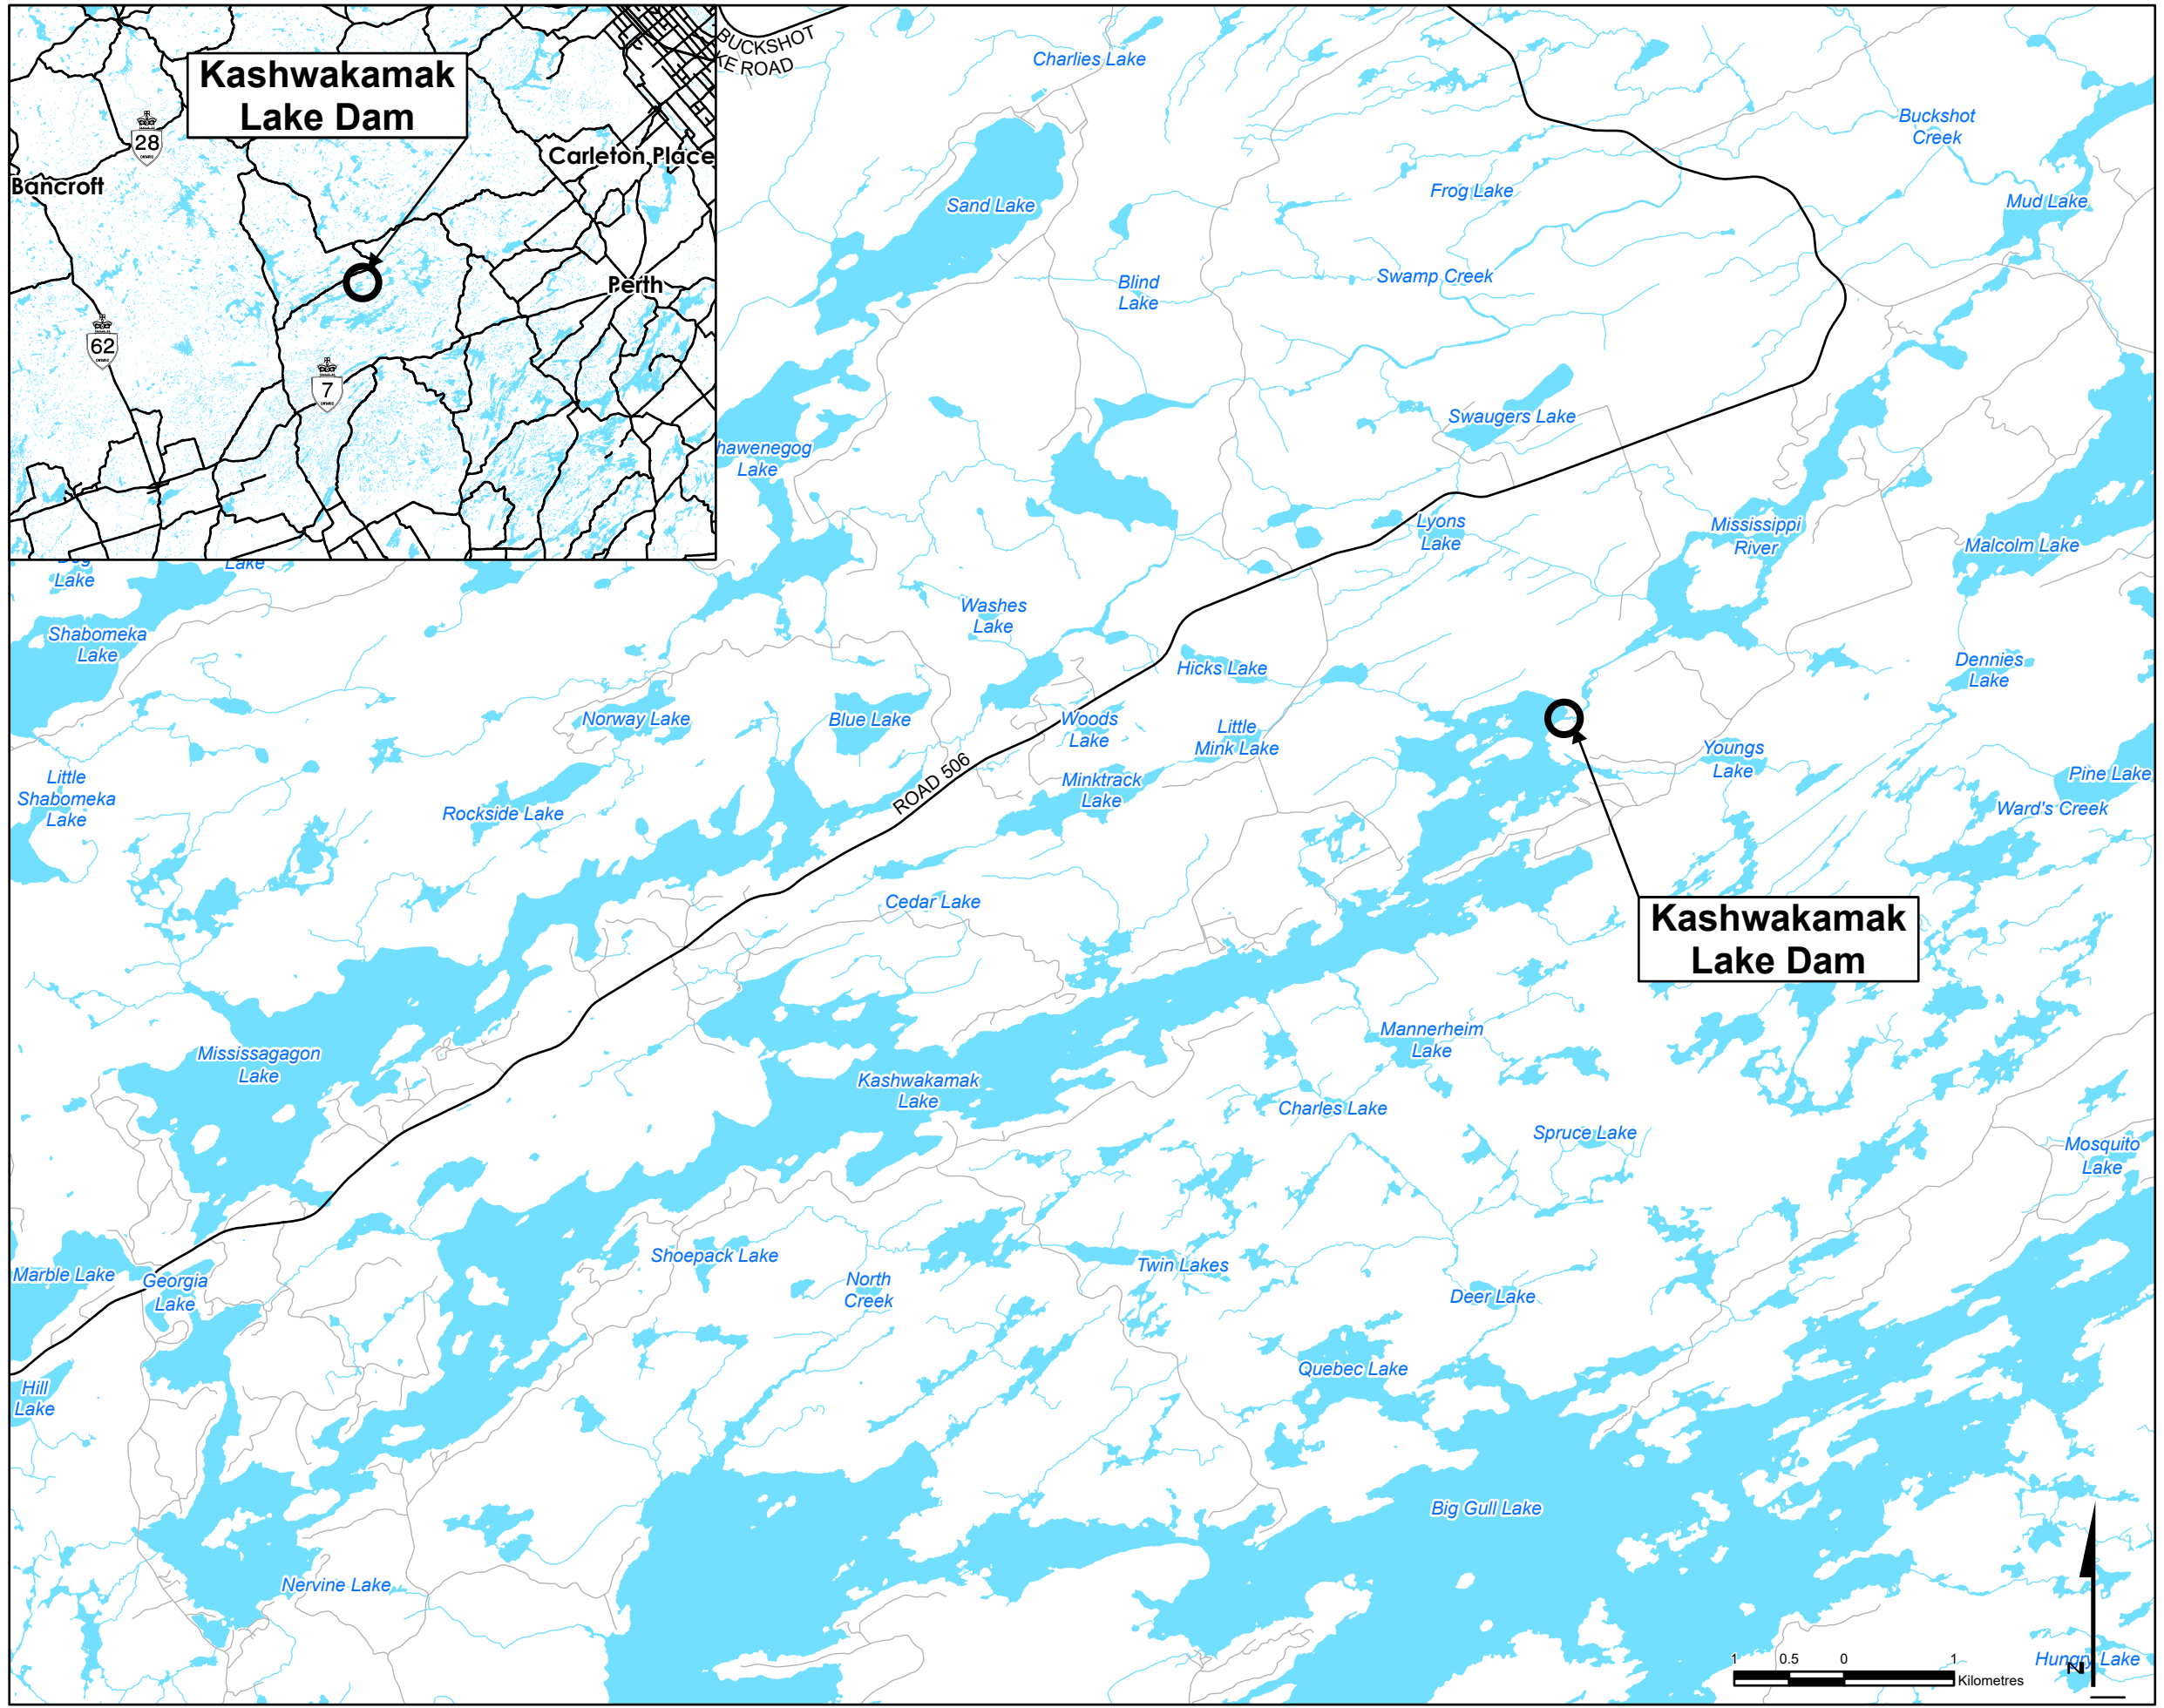 Kashwakamak
Lake Dam
28
Bancroft
Carleton Place
Perth
62
7
BUCKSHOT
KE ROAD
Charlies Lake
Buckshot
Creek
Sand Lake
Frog Lake
Mud Lake
Blind
Lake
Swamp Creek
Swaugers Lake
hawenegog
Lake
Lyons
Lake
Mississippi
River
Malcolm Lake
Lake
Lake
Shabomeka
Lake
Washes
Lake
Hicks Lake
Dennies
Lake
Norway Lake
Blue Lake
Woods
Lake
Little
Mink Lake
Youngs
Lake
Little
Shabomeka
Lake
Rockside Lake
ROAD 506
Minktrack
Lake
Pine Lake
Ward's Creek
Cedar Lake
Kashwakamak
Lake Dam
Mississagagon
Lake
Mannerheim
Lake
Kashwakamak
Lake
Charles Lake
Spruce Lake
Mosquito
Lake
Marble Lake
Georgia
Lake
Shoepack Lake
North
Creek
Twin Lakes
Deer Lake
Hill
Lake
Quebec Lake
Big Gull Lake
Nervine Lake
Hungry Lake
N
1 0.5 0 1
Kilometres